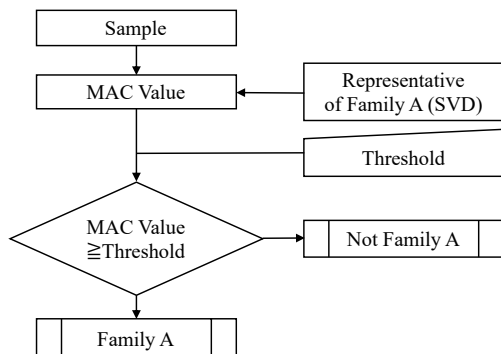 Sample
MAC Value
Representative
of Family A (SVD)
Threshold
MAC Value
≧Threshold
Not Family A
Family A